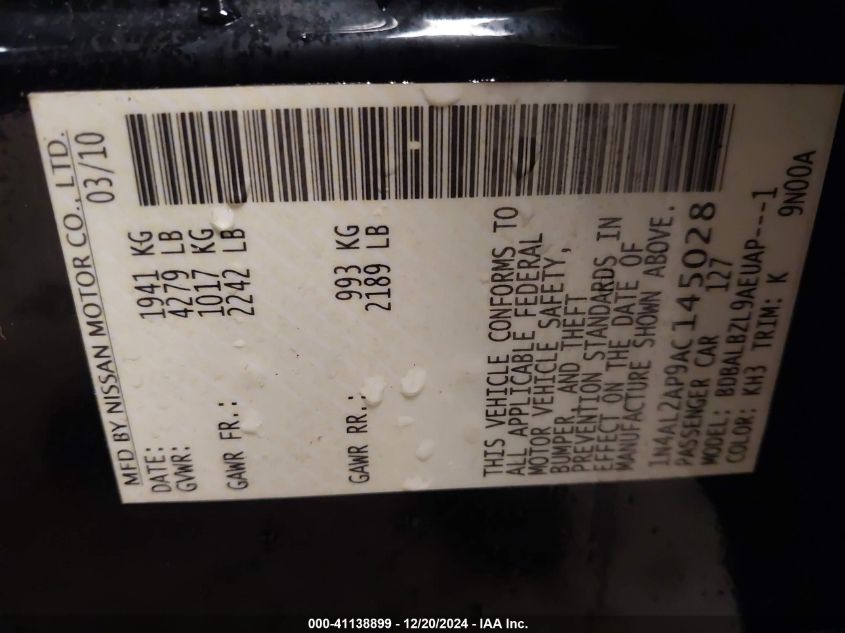 MFD BY NISSAN MOTOR CO., LTD.
DATE: 03/10
GVWR: 1941 KG
4279 LB
GAWR FR.: 1017 KG
2242 LB
GAWR RR.: 993 KG
2189 LB
THIS VEHICLE CONFORMS TO
ALL APPLICABLE FEDERAL
MOTOR VEHICLE SAFETY,
BUMPER, AND THEFT
PREVENTION STANDARDS IN
EFFECT ON THE DATE OF
MANUFACTURE SHOWN ABOVE.
1N4AL2AP9AC145028
PASSENGER CAR 127
MODEL: BDBALBZL9AEUAP---1
COLOR: KH3 TRIM: K 9N00A
000-41138899 - 12/20/2024 - IAA Inc.